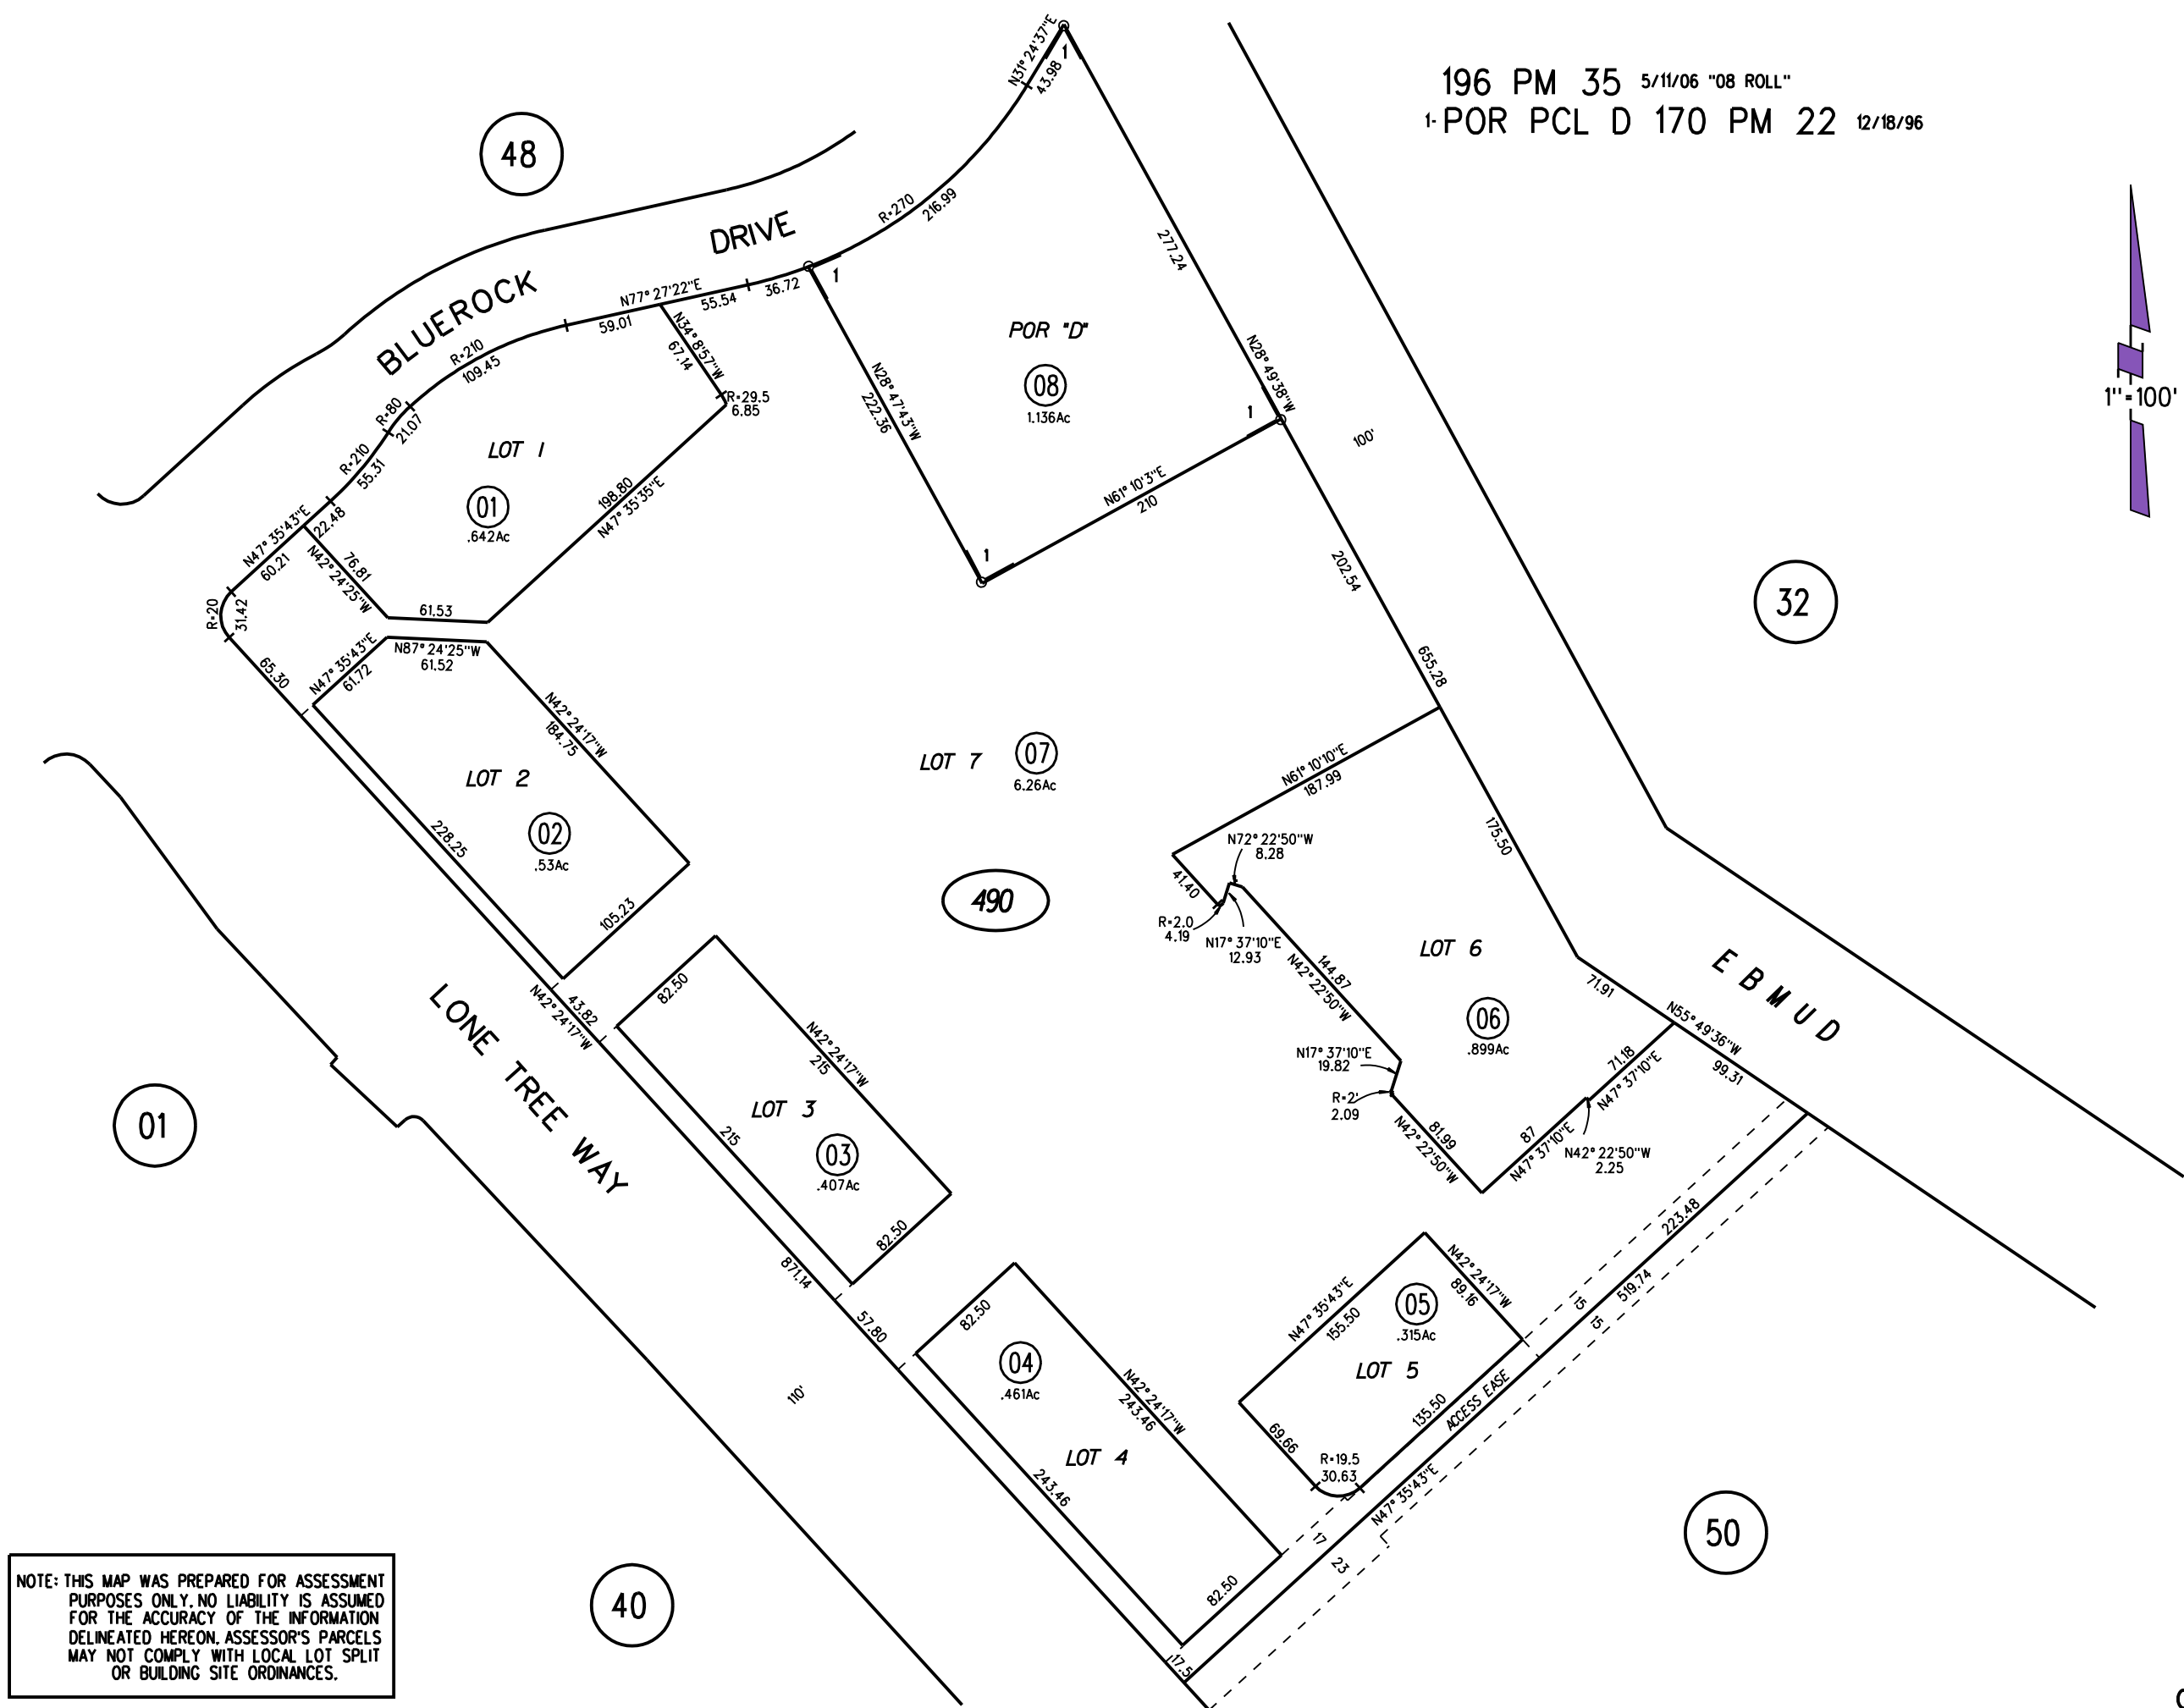 196 PM 35 5/11/06 "08 ROLL"
1- POR PCL D 170 PM 22 12/18/96
48
BLUEROCK DRIVE
N31°24'37"E
43.98
1
R=270
216.99
277.24
36.72
1
N77°27'22"E
55.54
59.01
N34°8'57"W
67.14
R=29.5
6.85
R=210
109.45
R=80
21.07
R=210
55.31
LOT 1
01
.642Ac
198.80
N47°35'35"E
N47°35'43"E
22.48
60.21
76.81
N42°24'25"W
61.53
R=20
31.42
65.30
POR "D"
08
1.136Ac
N28°47'43"W
222.36
N28°49'38"W
1
N61°10'3"E
210
1
100'
1"=100'
32
202.54
655.28
N47°35'43"E
61.72
N87°24'25"W
61.52
N42°24'17"W
184.75
LOT 2
02
.53Ac
228.25
105.23
LOT 7
07
6.26Ac
490
N61°10'10"E
187.99
175.50
N72°22'50"W
8.28
41.40
R=2.0
4.19
N17°37'10"E
12.93
144.87
N42°22'50"W
LOT 6
06
.899Ac
71.91
EBMUD
N55°49'36"W
99.31
71.18
N47°37'10"E
N17°37'10"E
19.82
R=2'
2.09
81.99
N42°22'50"W
87
N47°37'10"E
N42°22'50"W
2.25
LONE TREE WAY
43.82
N42°24'17"W
82.50
N42°24'17"W
215
LOT 3
03
.407Ac
215
82.50
01
871.14
57.80
110'
82.50
04
.461Ac
N42°24'17"W
243.46
LOT 4
243.46
82.50
17.5
N47°35'43"E
155.50
N42°24'17"W
89.16
05
.315Ac
LOT 5
69.66
R=19.5
30.63
135.50
ACCESS EASE
223.48
519.74
15
15
N47°35'43"E
17
23
50
40
NOTE: THIS MAP WAS PREPARED FOR ASSESSMENT
PURPOSES ONLY. NO LIABILITY IS ASSUMED
FOR THE ACCURACY OF THE INFORMATION
DELINEATED HEREON. ASSESSOR'S PARCELS
MAY NOT COMPLY WITH LOCAL LOT SPLIT
OR BUILDING SITE ORDINANCES.